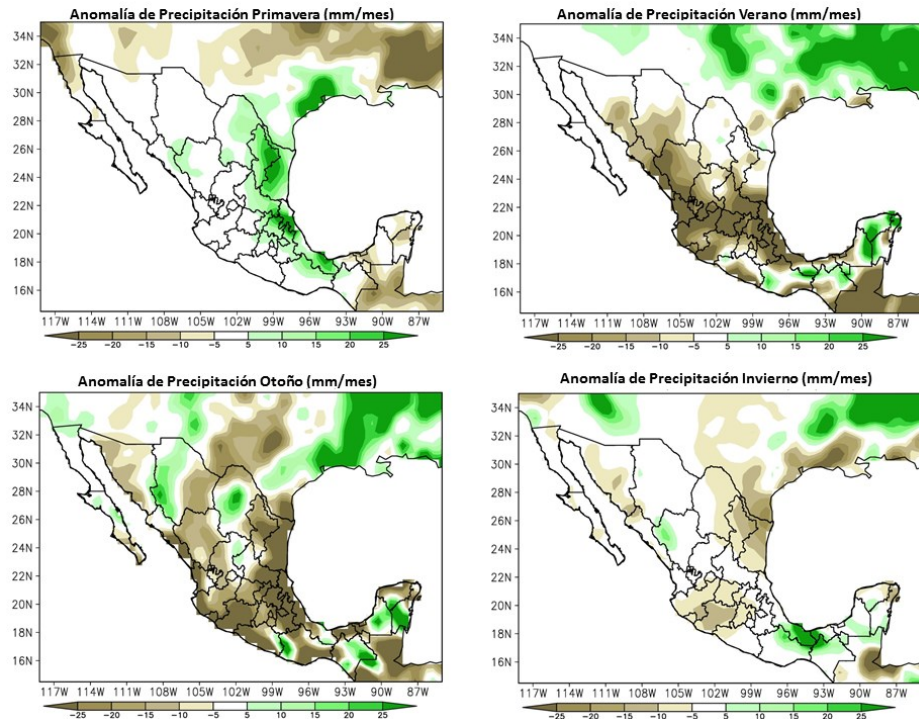 Anomalía de Precipitación Primavera (mm/mes)
34N
32N
30N
28N
26N
24N
22N
20N
18N
16N
117W 114W 111W 108W 105W 102W 99W 96W 93W 90W 87W
−25 −20 −15 −10 −5 5 10 15 20 25
Anomalía de Precipitación Verano (mm/mes)
34N
32N
30N
28N
26N
24N
22N
20N
18N
16N
117W 114W 111W 108W 105W 102W 99W 96W 93W 90W 87W
−25 −20 −15 −10 −5 5 10 15 20 25
Anomalía de Precipitación Otoño (mm/mes)
34N
32N
30N
28N
26N
24N
22N
20N
18N
16N
117W 114W 111W 108W 105W 102W 99W 96W 93W 90W 87W
−25 −20 −15 −10 −5 5 10 15 20 25
Anomalía de Precipitación Invierno (mm/mes)
34N
32N
30N
28N
26N
24N
22N
20N
18N
16N
117W 114W 111W 108W 105W 102W 99W 96W 93W 90W 87W
−25 −20 −15 −10 −5 5 10 15 20 25